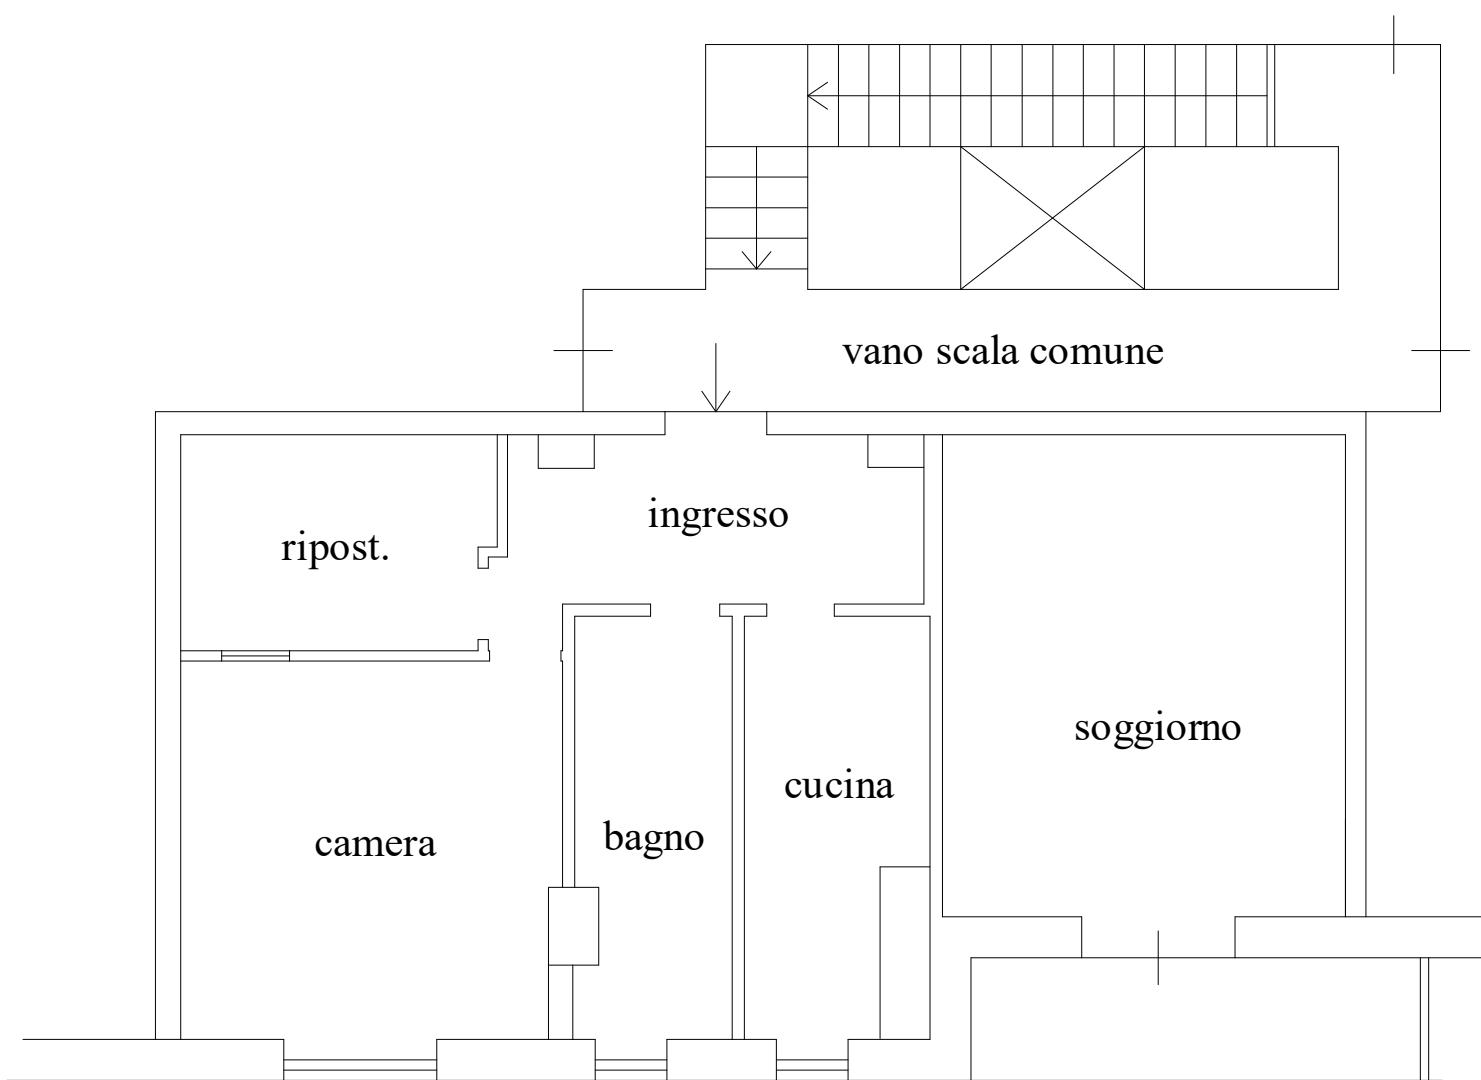 vano scala comune
ingresso
ripost.
soggiorno
cucina
bagno
camera